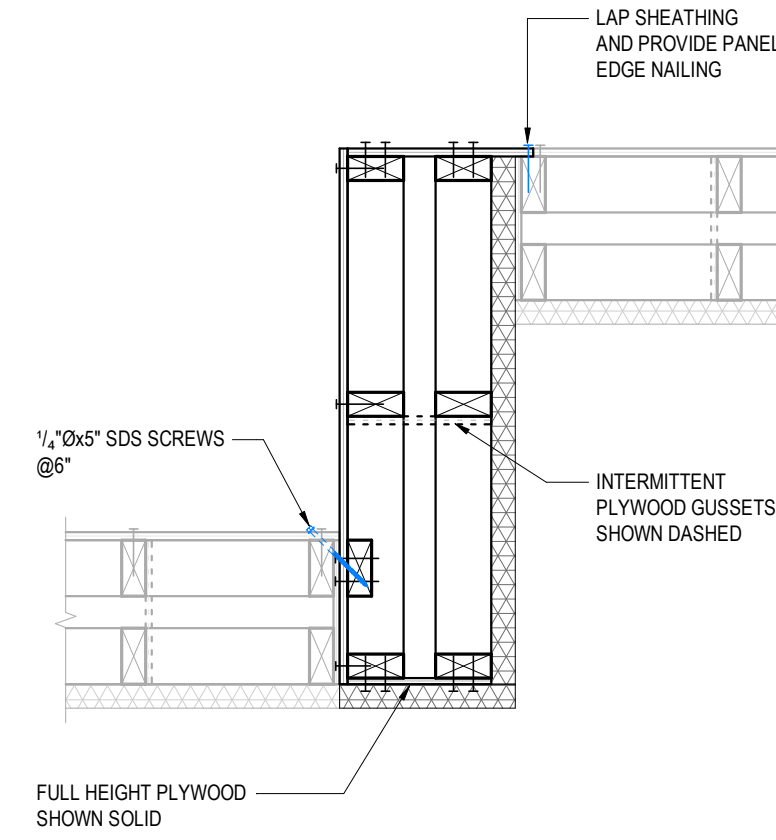 LAP SHEATHING
AND PROVIDE PANEL
EDGE NAILING
1/4"Øx5" SDS SCREWS
@6"
INTERMITTENT
PLYWOOD GUSSETS
SHOWN DASHED
FULL HEIGHT PLYWOOD
SHOWN SOLID